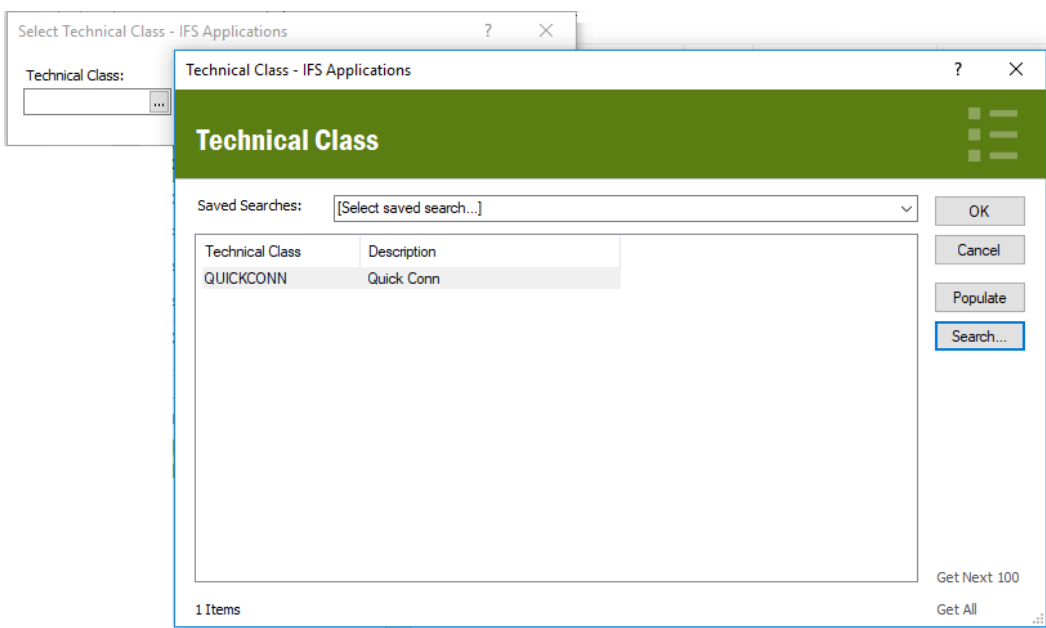 Select Technical Class - IFS Applications
Technical Class:
...
Technical Class - IFS Applications
Technical Class
Saved Searches: [Select saved search...]
OK
Cancel
Populate
Search...
Technical Class Description
QUICKCONN Quick Conn
Get Next 100
1 Items
Get All